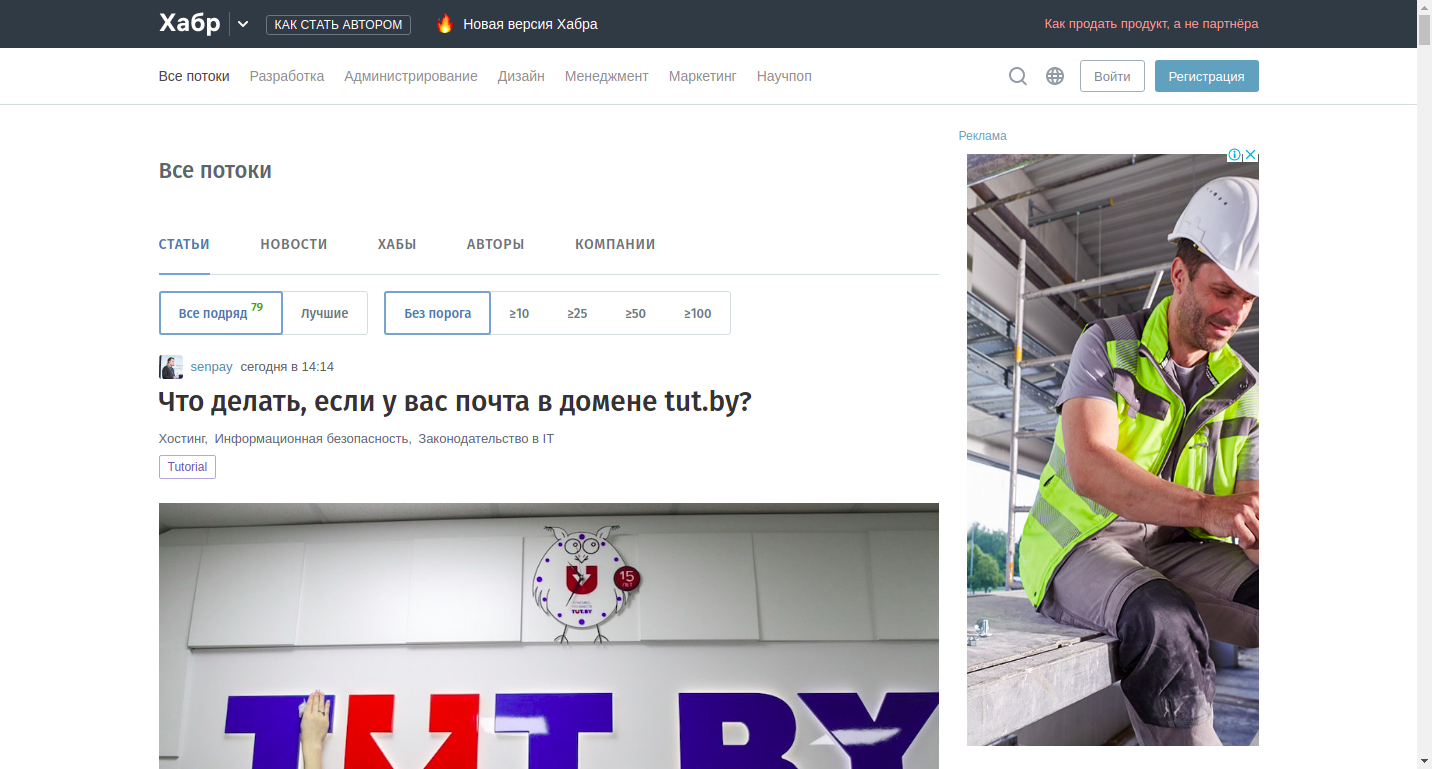 Хабр
КАК СТАТЬ АВТОРОМ
Новая версия Хабра
Как продать продукт, а не партнёра
Все потоки Разработка Администрирование Дизайн Менеджмент Маркетинг Научпоп
Войти
Регистрация
Реклама
Все потоки
СТАТЬИ НОВОСТИ ХАБЫ АВТОРЫ КОМПАНИИ
Все подряд 79 Лучшие
Без порога ≥10 ≥25 ≥50 ≥100
senpay сегодня в 14:14
Что делать, если у вас почта в домене tut.by?
Хостинг, Информационная безопасность, Законодательство в IT
Tutorial
15
ЛЕТ
TUT.BY
TUT BY